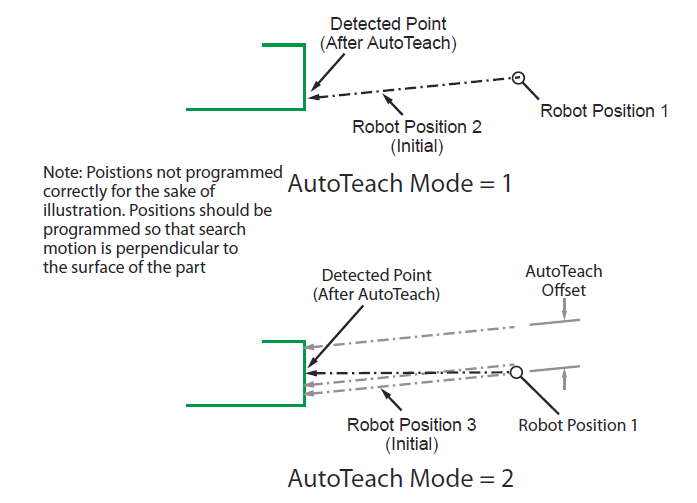 Detected Point
(After AutoTeach)
Robot Position 1
Robot Position 2
(Initial)
Note: Poistions not programmed
correctly for the sake of
illustration. Positions should be
programmed so that search
motion is perpendicular to
the surface of the part
AutoTeach Mode = 1
Detected Point
(After AutoTeach)
AutoTeach
Offset
Robot Position 3
(Initial)
Robot Position 1
AutoTeach Mode = 2